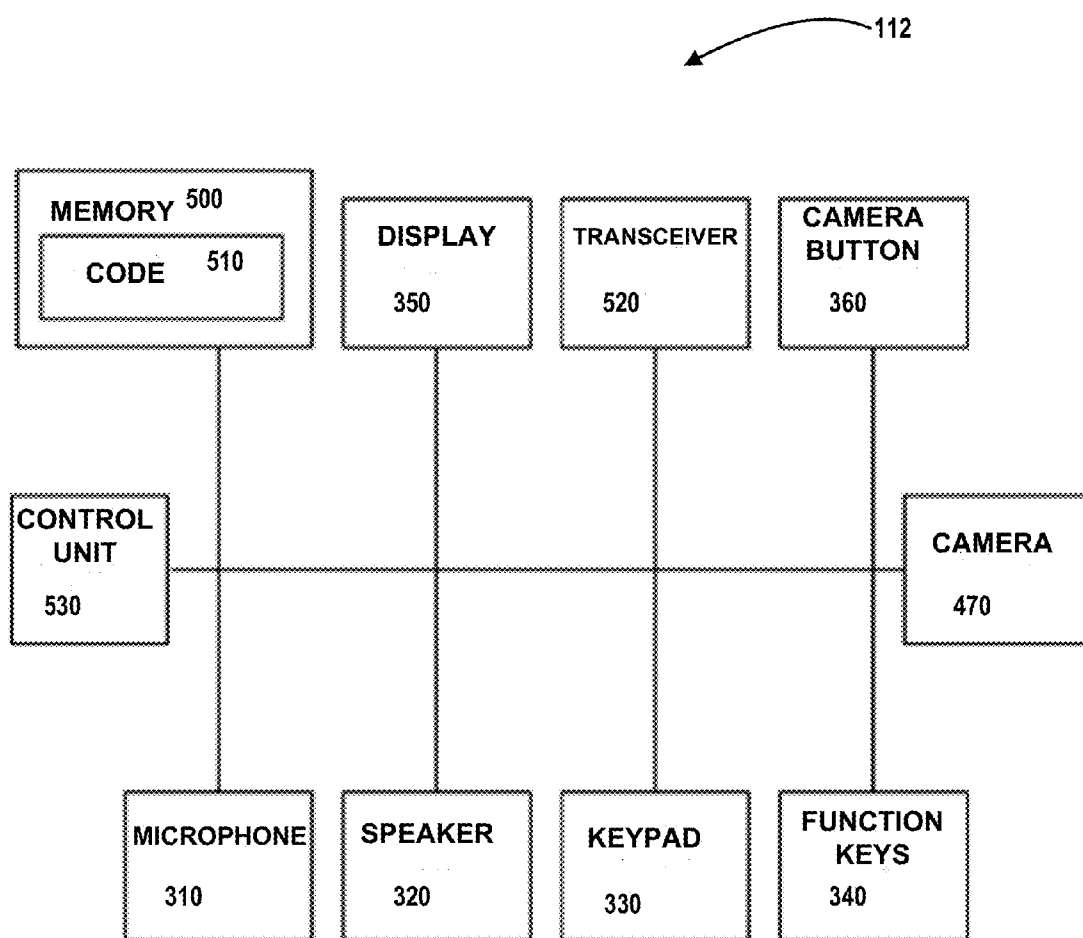 112
MEMORY 500
CODE 510
DISPLAY
350
TRANSCEIVER
520
CAMERA
BUTTON
360
CONTROL
UNIT
530
CAMERA
470
MICROPHONE
310
SPEAKER
320
KEYPAD
330
FUNCTION
KEYS
340